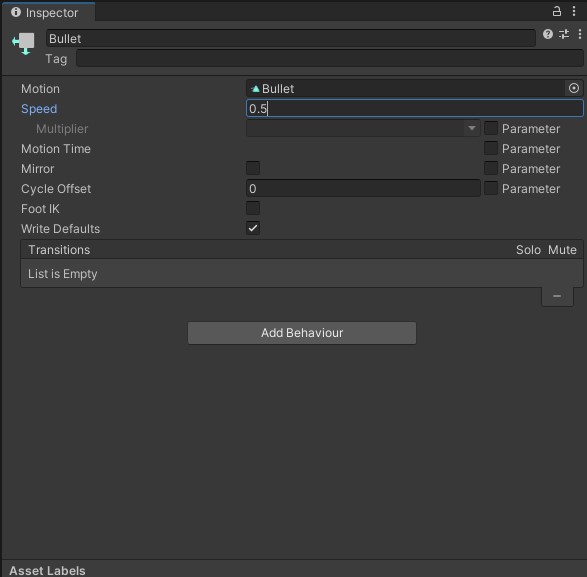 Inspector
Bullet
Tag
Motion Bullet
Speed 0.5
Multiplier Parameter
Motion Time Parameter
Mirror Parameter
Cycle Offset 0 Parameter
Foot IK
Write Defaults
Transitions Solo Mute
List is Empty
Add Behaviour
Asset Labels